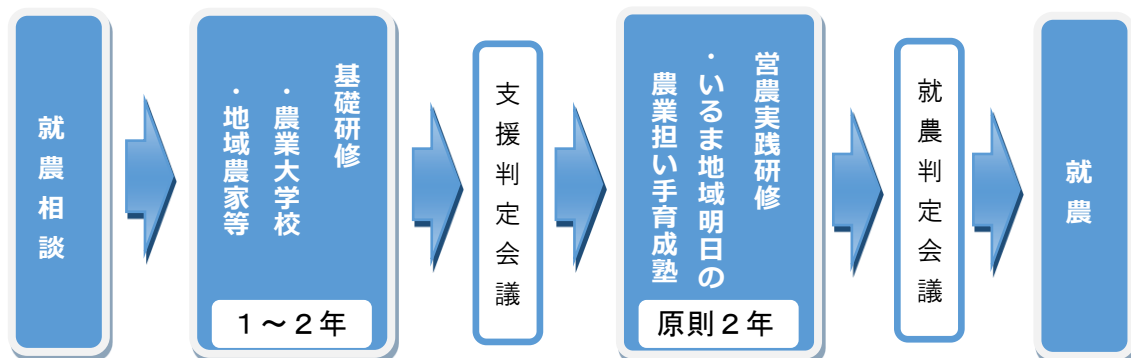 就農相談
基礎研修
・農業大学校
・地域農家等
１～２年
支援判定会議
営農実践研修
・いるま地域明日の
農業担い手育成塾
原則２年
就農判定会議
就農